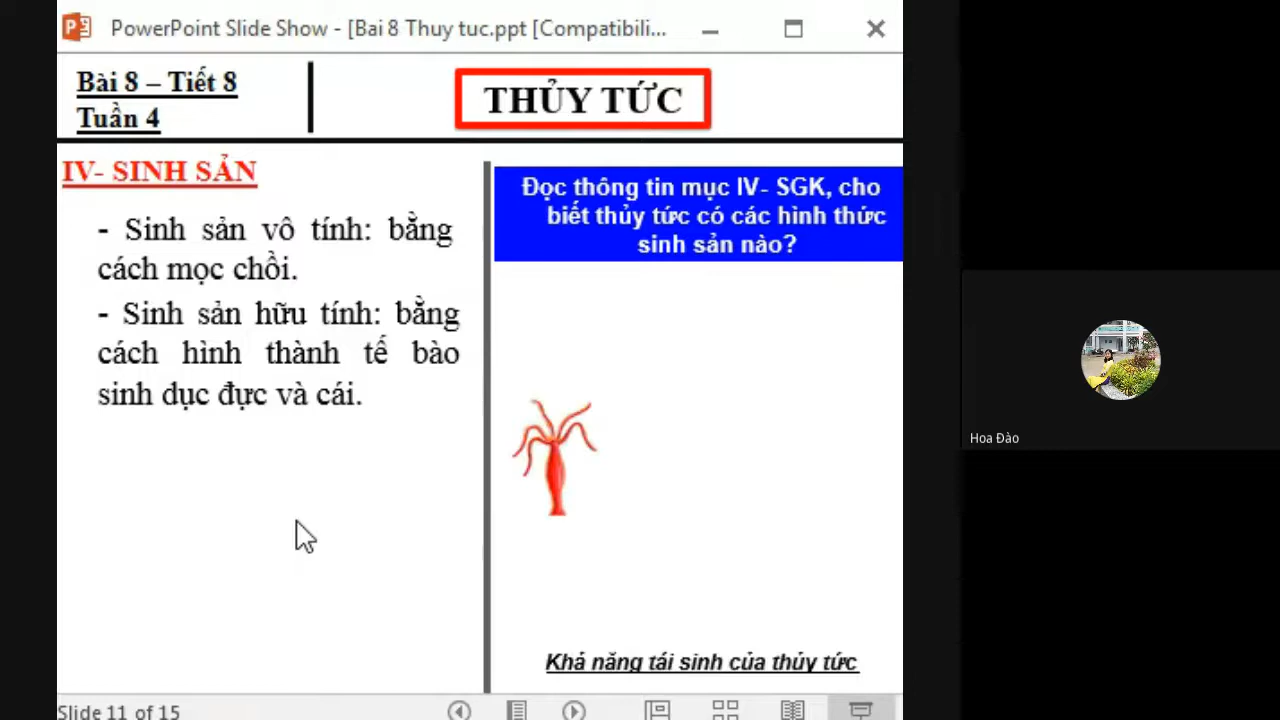 PowerPoint Slide Show - [Bai 8 Thuy tuc.ppt [Compatibili...
Bài 8 – Tiết 8
Tuần 4
THỦY TỨC
IV- SINH SẢN
- Sinh sản vô tính: bằng
cách mọc chồi.
- Sinh sản hữu tính: bằng
cách hình thành tế bào
sinh dục đực và cái.
Đọc thông tin mục IV- SGK, cho
biết thủy tức có các hình thức
sinh sản nào?
Khả năng tái sinh của thủy tức
Hoa Đào
Slide 11 of 15